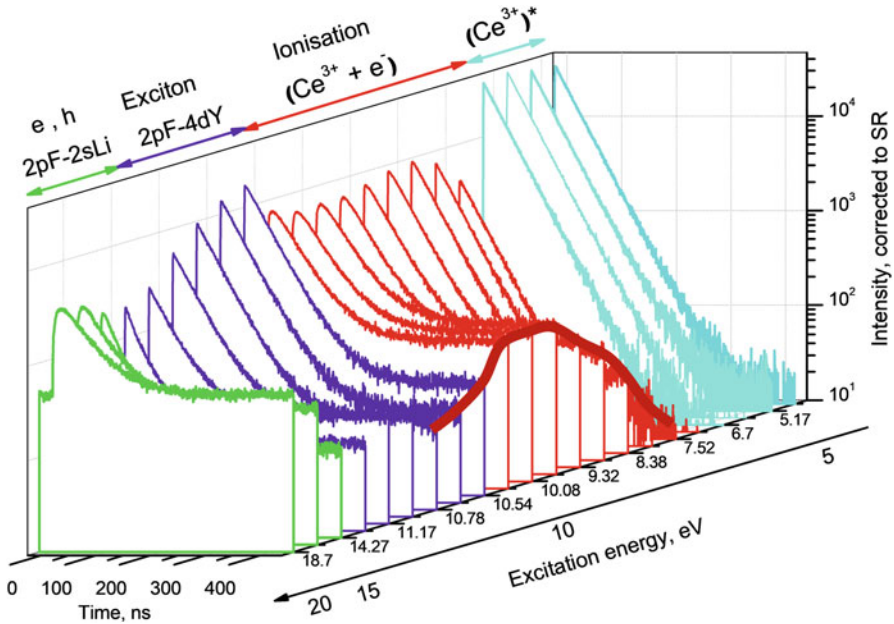 Ionisation
(Ce³⁺)*
Exciton
(Ce³⁺ + e⁻)
e , h
2pF-4dY
2pF-2sLi
10⁴
10³
10²
10¹
Intensity, corrected to SR
5.17
6.7
7.52
8.38
9.32
10.08
10.54
10.78
11.17
14.27
18.7
5
10
15
20
Excitation energy, eV
0 100 200 300 400
Time, ns